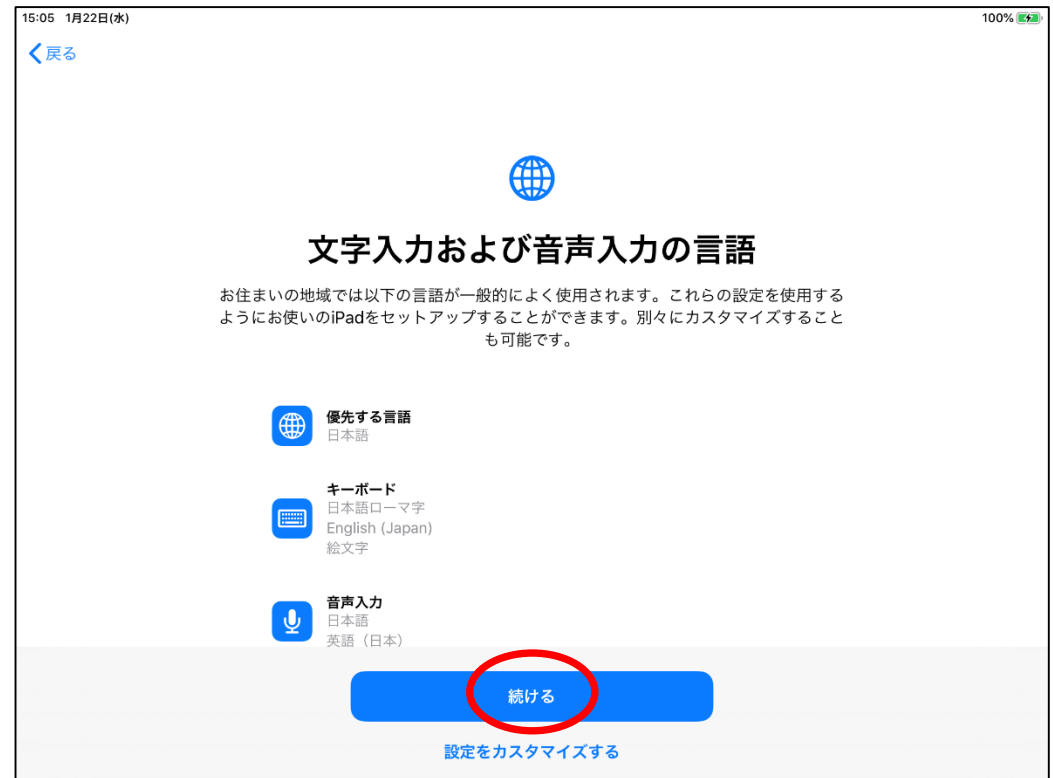 15:05 1月22日(水)
100%
戻る
文字入力および音声入力の言語
お住まいの地域では以下の言語が一般的によく使用されます。これらの設定を使用する
ようにお使いのiPadをセットアップすることができます。別々にカスタマイズすること
も可能です。
優先する言語
日本語
キーボード
日本語ローマ字
English (Japan)
絵文字
音声入力
日本語
英語（日本）
続ける
設定をカスタマイズする